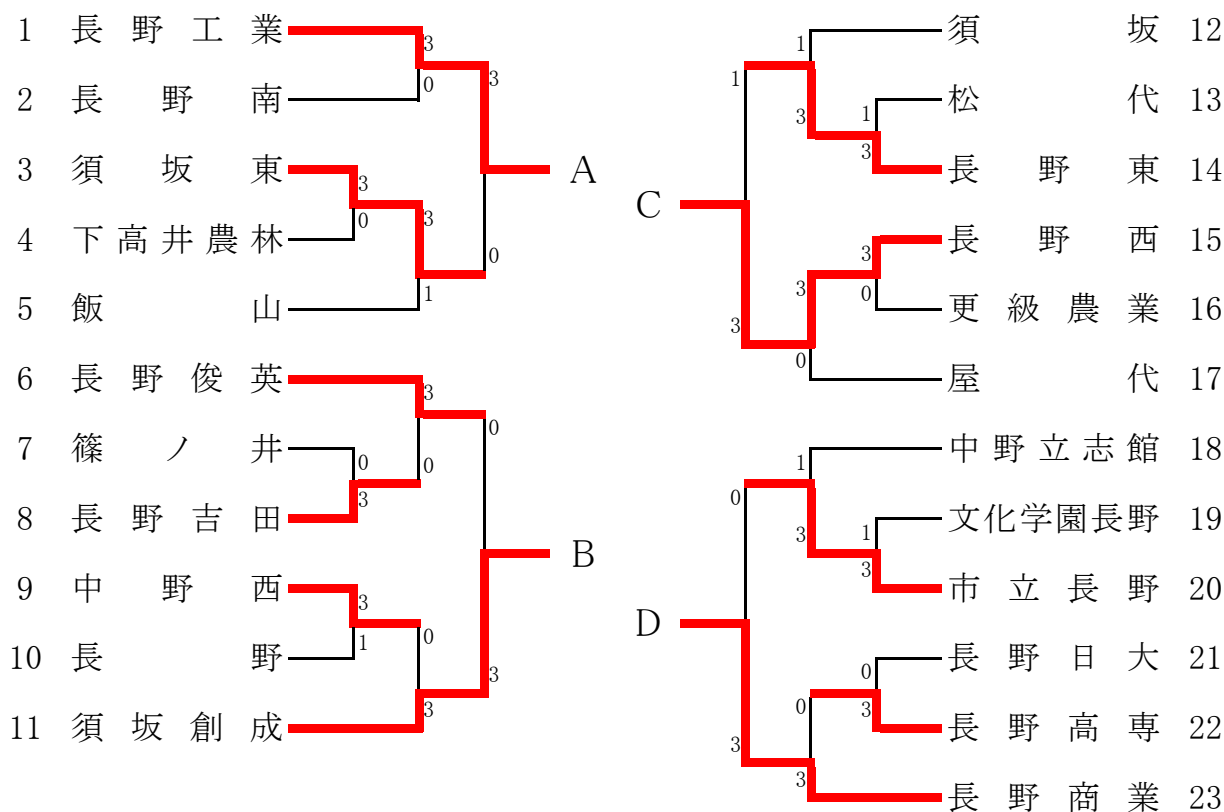 1 長野工業
3
0
2 長野南
3
3 須坂東
3
0
4 下高井農林
3
1
5 飯山
0
A
6 長野俊英
3
0
7 篠ノ井
0
3
8 長野吉田
0
9 中野西
3
1
10 長野
0
3
11 須坂創成
3
B
須坂 12
1
松代 13
1
3
長野東 14
3
1
C
長野西 15
3
0
更級農業 16
3
0
屋代 17
3
中野立志館 18
1
文化学園長野 19
1
3
市立長野 20
3
0
D
長野日大 21
0
3
長野高専 22
0
3
長野商業 23
3